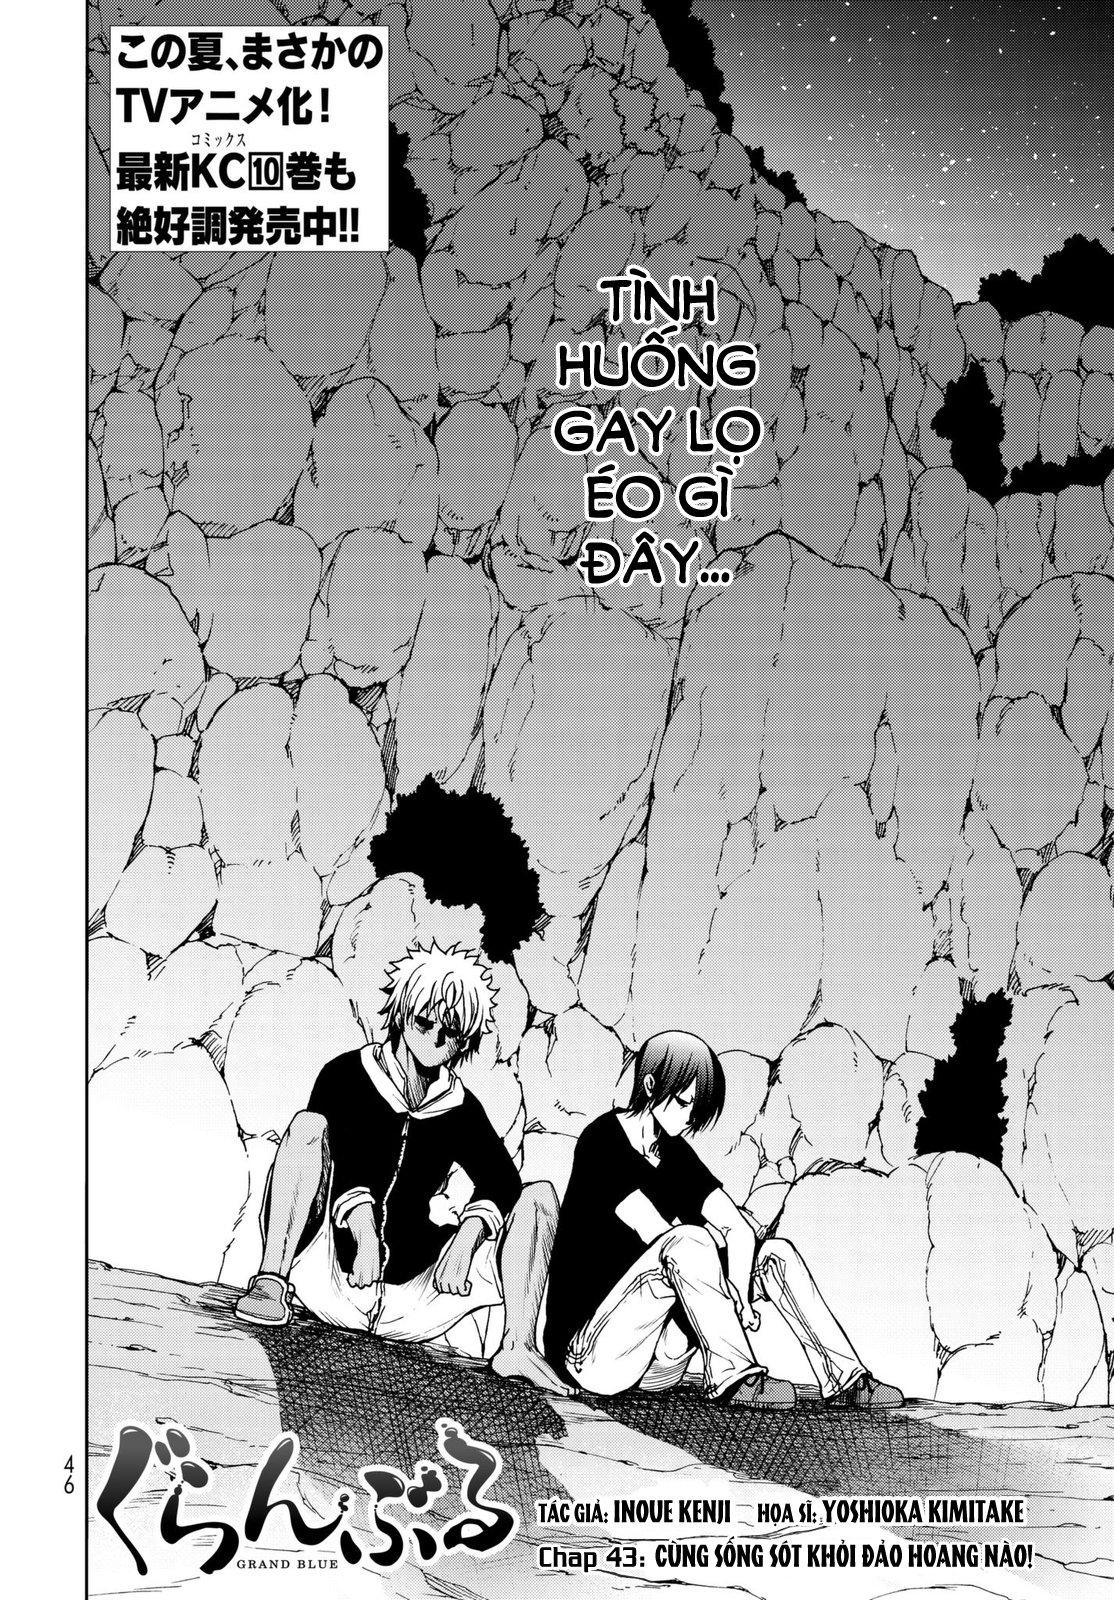 この夏、まさかの
TVアニメ化!
コミックス
最新KC10巻も
絶好調発売中!!
TÌNH
HUỐNG
GAY LỌ
ÉO GÌ
ĐÂY...
46
ぐらんぶる
GRAND BLUE
TÁC GIẢ: INOUE KENJI HỌA SĨ: YOSHIOKA KIMITAKE
Chap 43: CÙNG SỐNG SÓT KHỎI ĐẢO HOANG NÀO!